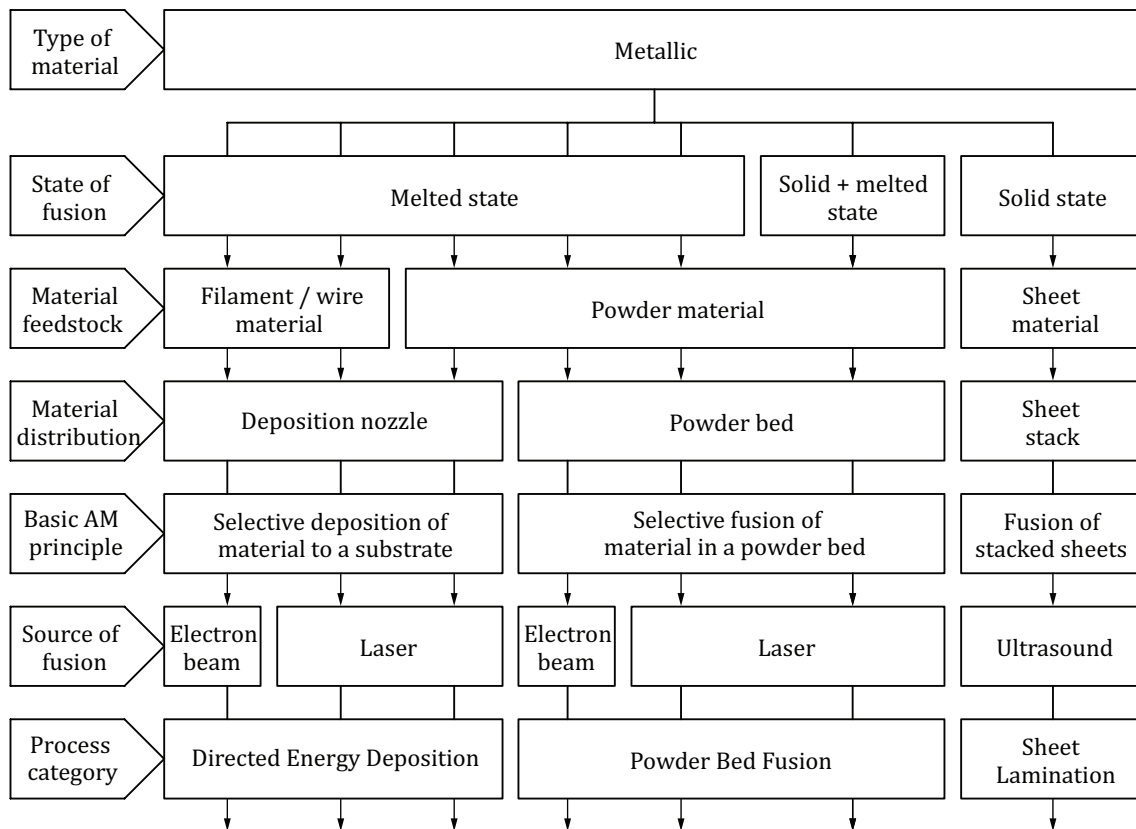 Type of
material
Metallic
State of
fusion
Melted state
Solid + melted
state
Solid state
Material
feedstock
Filament / wire
material
Powder material
Sheet
material
Material
distribution
Deposition nozzle
Powder bed
Sheet
stack
Basic AM
principle
Selective deposition of
material to a substrate
Selective fusion of
material in a powder bed
Fusion of
stacked sheets
Source of
fusion
Electron
beam
Laser
Electron
beam
Laser
Ultrasound
Process
category
Directed Energy Deposition
Powder Bed Fusion
Sheet
Lamination